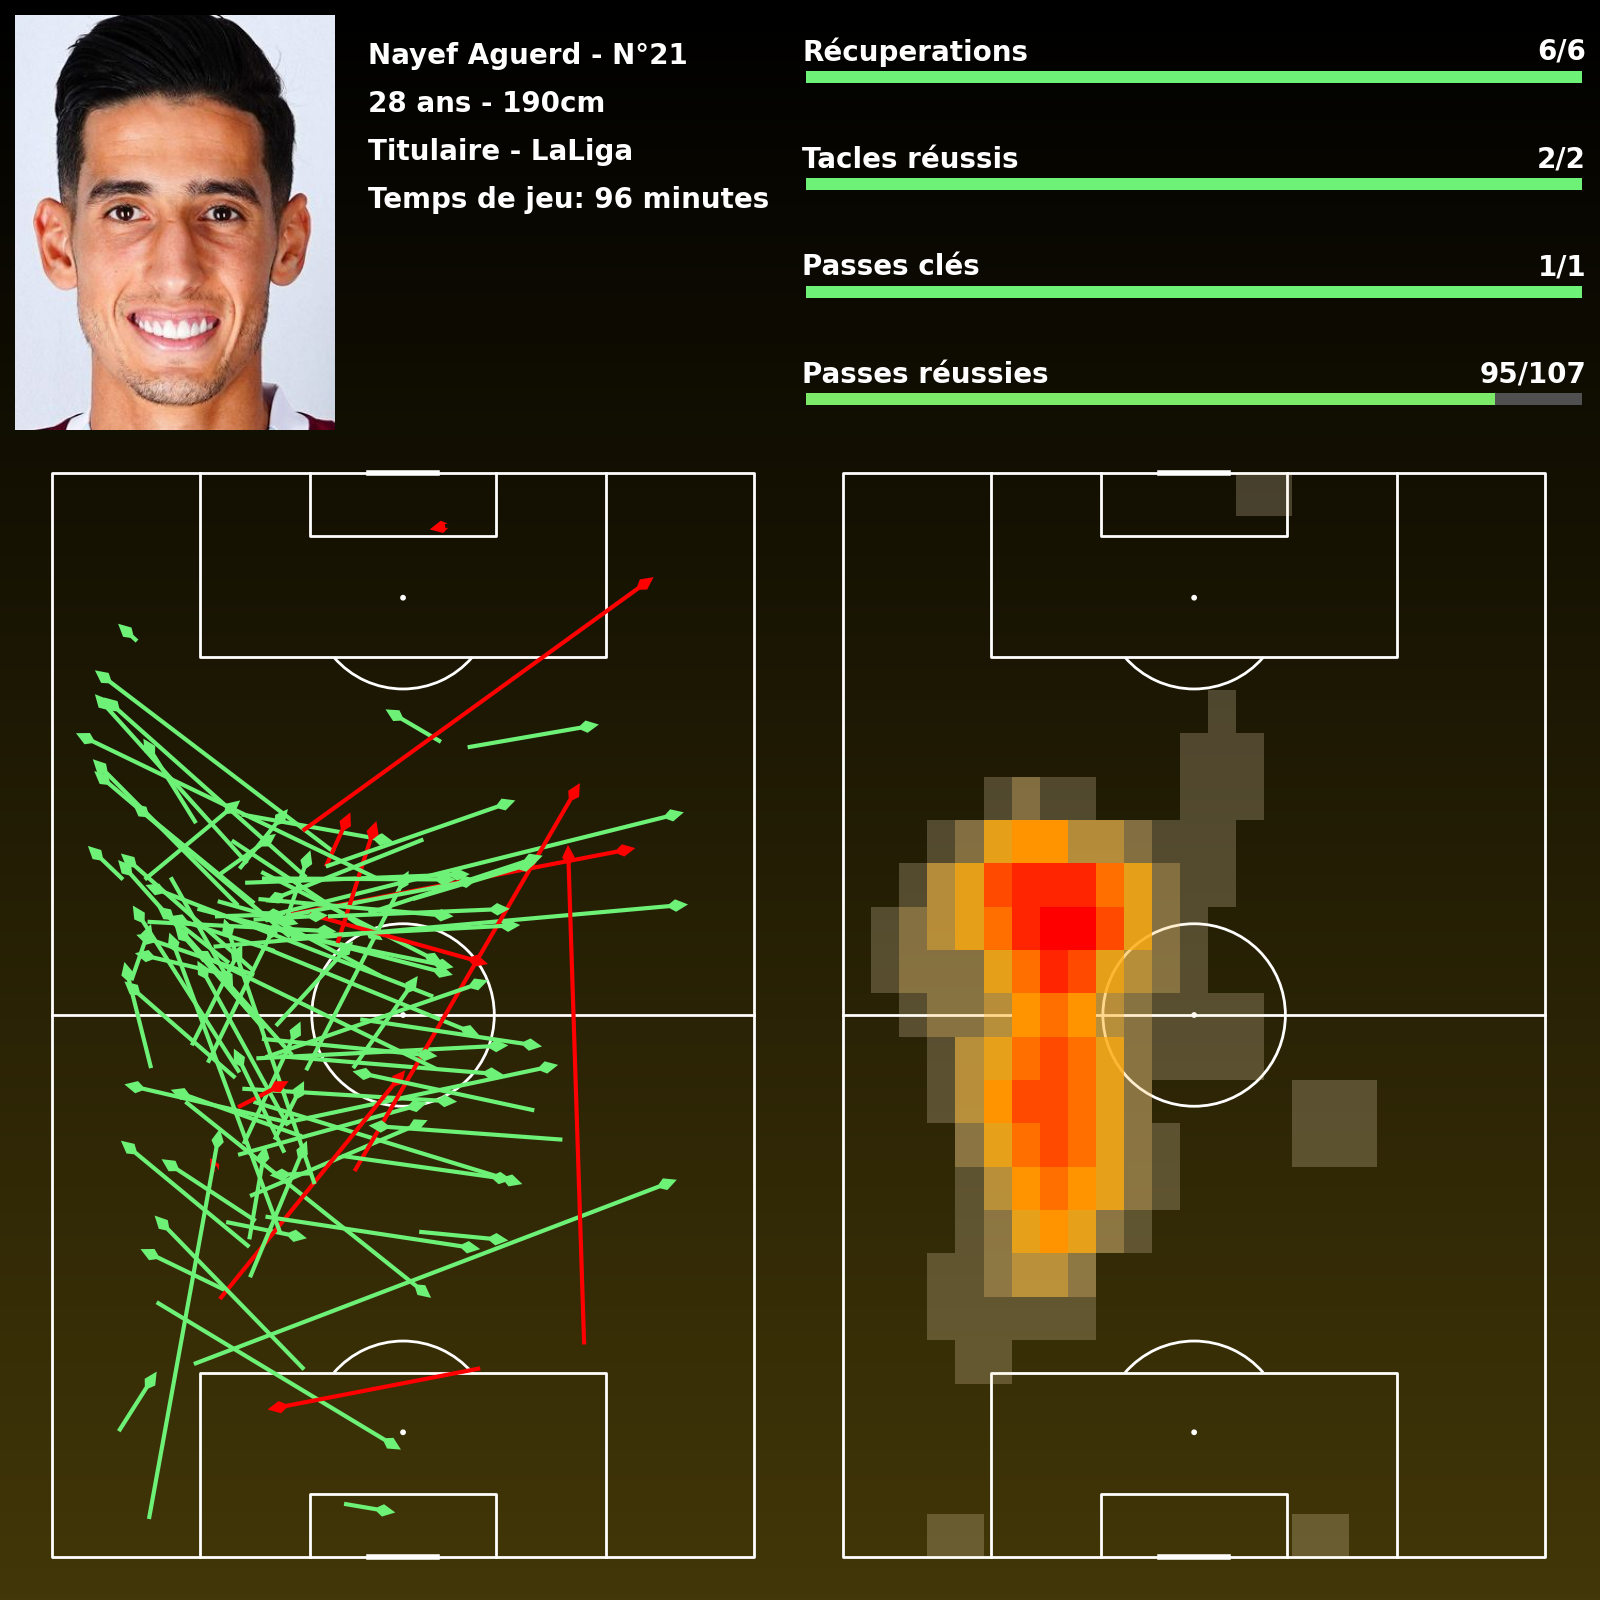 Nayef Aguerd - N°21
28 ans - 190cm
Titulaire - LaLiga
Temps de jeu: 96 minutes
Récuperations 6/6
Tacles réussis 2/2
Passes clés 1/1
Passes réussies 95/107